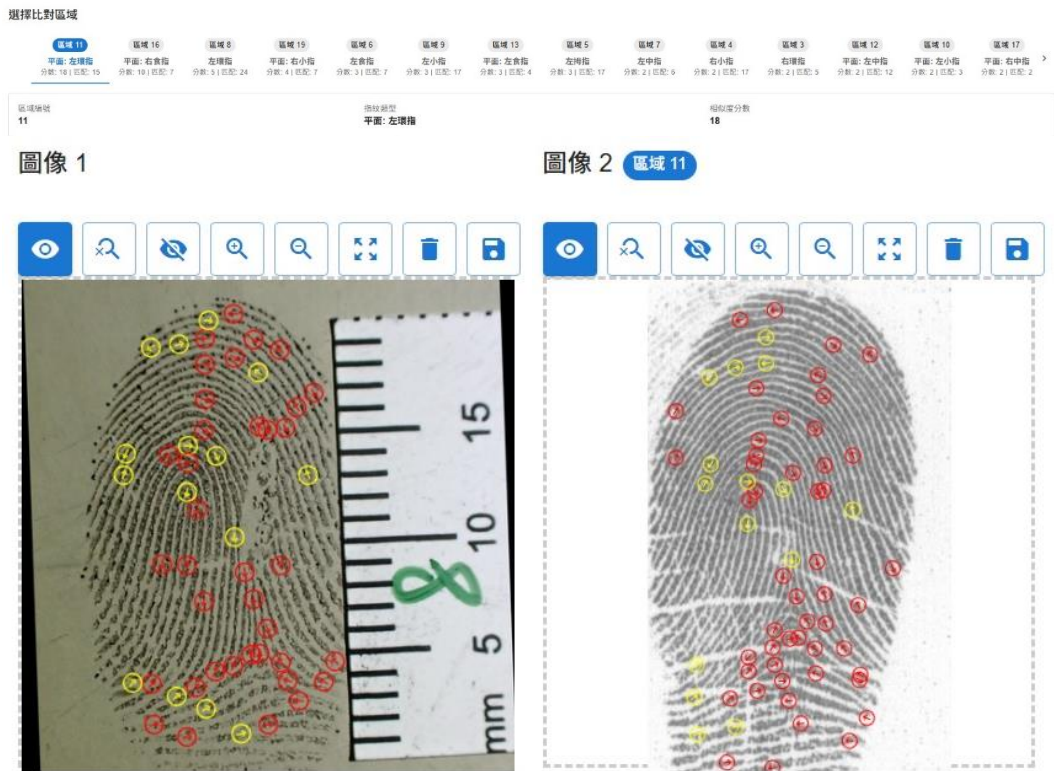 選擇比對區域
區域 11 區域 16 區域 8 區域 19 區域 6 區域 9 區域 13 區域 5 區域 7 區域 4 區域 3 區域 12 區域 10 區域 17
平面: 左環指 平面: 右食指 左環指 平面: 右小指 左食指 左小指 平面: 左食指 左拇指 左中指 右小指 右環指 平面: 左中指 平面: 左小指 平面: 右中指
分數: 18 | 匹配: 15 分數: 10 | 匹配: 7 分數: 5 | 匹配: 24 分數: 4 | 匹配: 7 分數: 3 | 匹配: 7 分數: 3 | 匹配: 17 分數: 3 | 匹配: 4 分數: 3 | 匹配: 17 分數: 2 | 匹配: 6 分數: 2 | 匹配: 17 分數: 2 | 匹配: 5 分數: 2 | 匹配: 12 分數: 2 | 匹配: 3 分數: 2 | 匹配: 2
區域編號 指紋類型 相似度分數
11 平面: 左環指 18
圖像 1 圖像 2 區域 11
15
10
8
5
mm